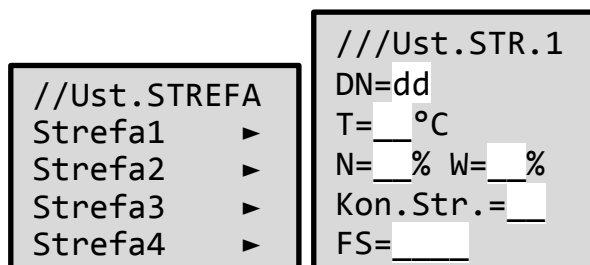 //Ust.STREFA
Strefa1 ►
Strefa2 ►
Strefa3 ►
Strefa4 ►
///Ust.STR.1
DN=dd
T=__°C
N=__% W=__%
Kon.Str.=__
FS=____